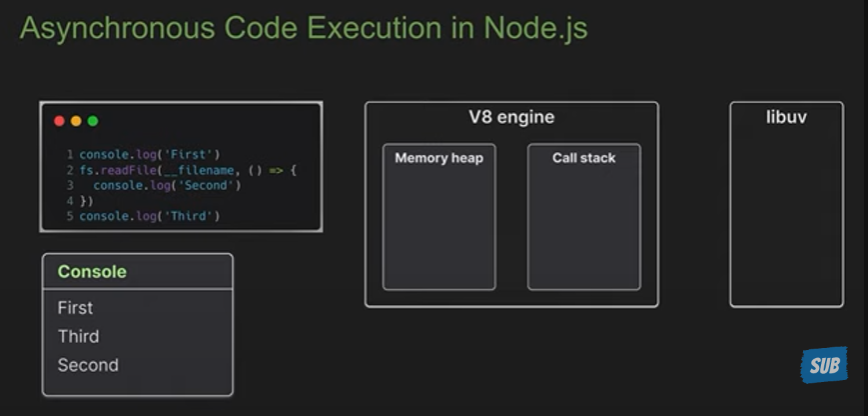 Asynchronous Code Execution in Node.js
1 console.log('First')
2 fs.readFile(__filename, () => {
3 console.log('Second')
4 })
5 console.log('Third')
Console
First
Third
Second
V8 engine
Memory heap
Call stack
libuv
SUB